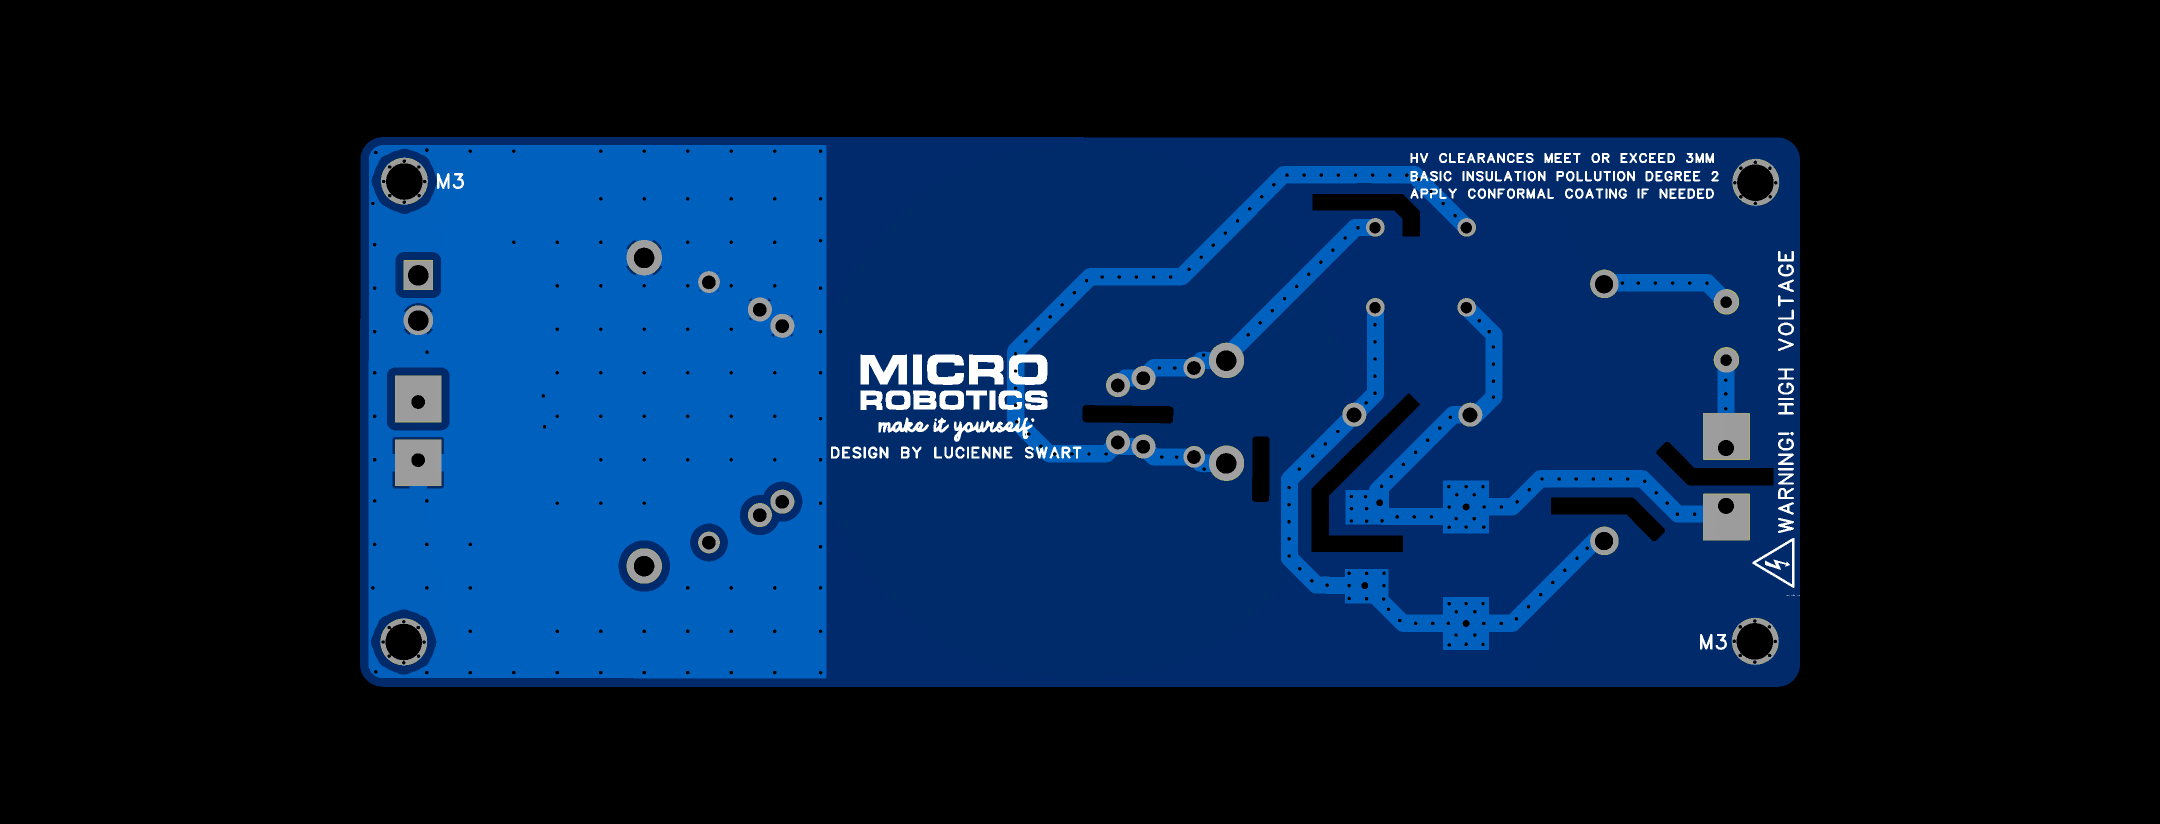 HV CLEARANCES MEET OR EXCEED 3MM
BASIC INSULATION POLLUTION DEGREE 2
APPLY CONFORMAL COATING IF NEEDED
M3
WARNING! HIGH VOLTAGE
MICRO
ROBOTICS
make it yourself
DESIGN BY LUCIENNE SWART
M3